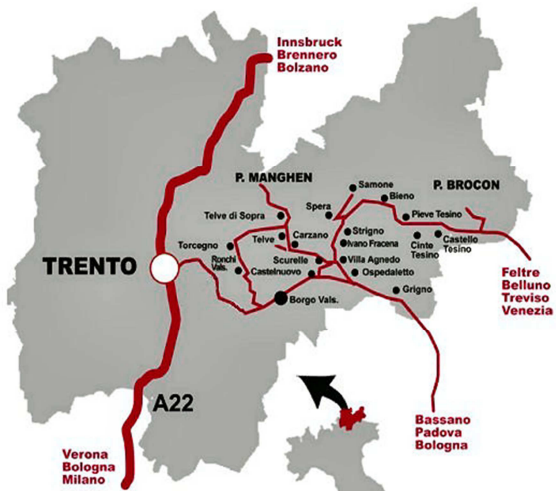 Innsbruck
Brennero
Bolzano
P. MANGHEN
Samone
P. BROCON
Bieno
Spera
Telve di Sopra
Pieve Tesino
Strigno
Telve
Carzano
Ivano Fracena
Cinte
Tesino
Castello
Tesino
Torcegno
Ronchi
Vals.
Scurelle
Villa Agnedo
TRENTO
Castelnuovo
Ospedaletto
Feltre
Belluno
Treviso
Venezia
Grigno
Borgo Vals.
A22
Bassano
Padova
Bologna
Verona
Bologna
Milano